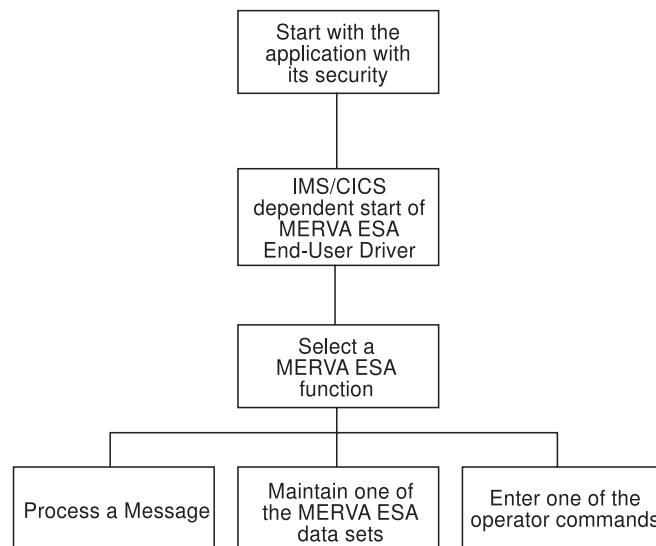 Start with the
application with
its security
IMS/CICS
dependent start of
MERVA ESA
End-User Driver
Select a
MERVA ESA
function
Process a Message
Maintain one of
the MERVA ESA
data sets
Enter one of the
operator commands